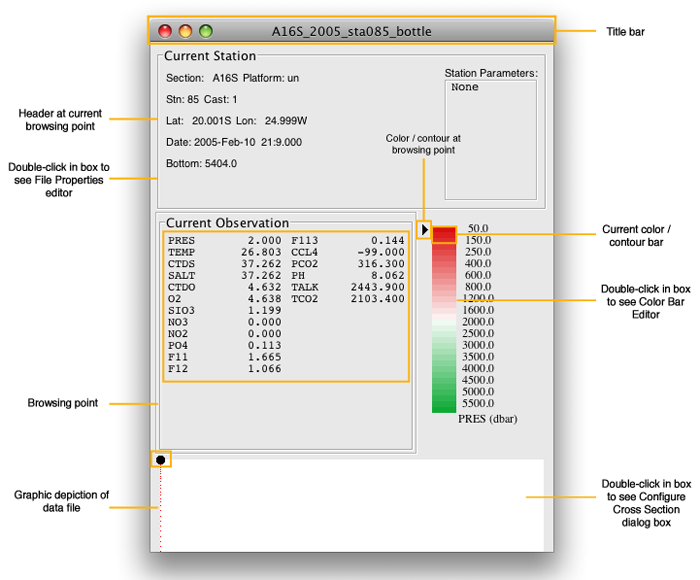 A16S_2005_sta085_bottle
Title bar
Current Station
Section: A16S Platform: un
Stn: 85 Cast: 1
Lat: 20.001S Lon: 24.999W
Date: 2005-Feb-10 21:9.000
Bottom: 5404.0
Station Parameters:
None
Header at current
browsing point
Double-click in box to
see File Properties
editor
Color / contour at
browsing point
Current Observation
PRES 2.000 F113 0.144
TEMP 26.803 CCL4 -99.000
CTDS 37.262 PCO2 316.300
SALT 37.262 PH 8.062
CTDO 4.632 TALK 2443.900
O2 4.638 TCO2 2103.400
SIO3 1.199
NO3 0.000
NO2 0.000
PO4 0.113
F11 1.665
F12 1.066
50.0
150.0
250.0
400.0
600.0
800.0
1200.0
1600.0
2000.0
2500.0
3000.0
3500.0
4000.0
4500.0
5000.0
5500.0
PRES (dbar)
Current color /
contour bar
Double-click in box
to see Color Bar
Editor
Browsing point
Graphic depiction of
data file
Double-click in box
to see Configure
Cross Section
dialog box